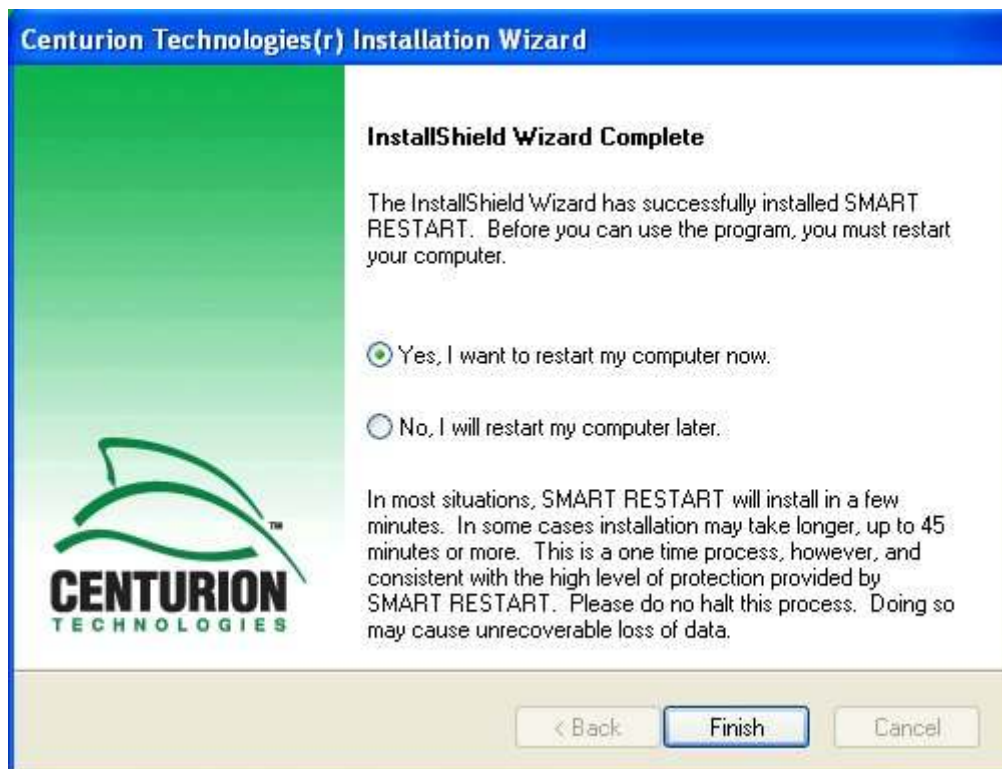 Centurion Technologies(r) Installation Wizard
InstallShield Wizard Complete
The InstallShield Wizard has successfully installed SMART
RESTART. Before you can use the program, you must restart
your computer.
Yes, I want to restart my computer now.
No, I will restart my computer later.
In most situations, SMART RESTART will install in a few
minutes. In some cases installation may take longer, up to 45
minutes or more. This is a one time process, however, and
consistent with the high level of protection provided by
SMART RESTART. Please do no halt this process. Doing so
may cause unrecoverable loss of data.
TM
CENTURION
TECHNOLOGIES
< Back
Finish
Cancel